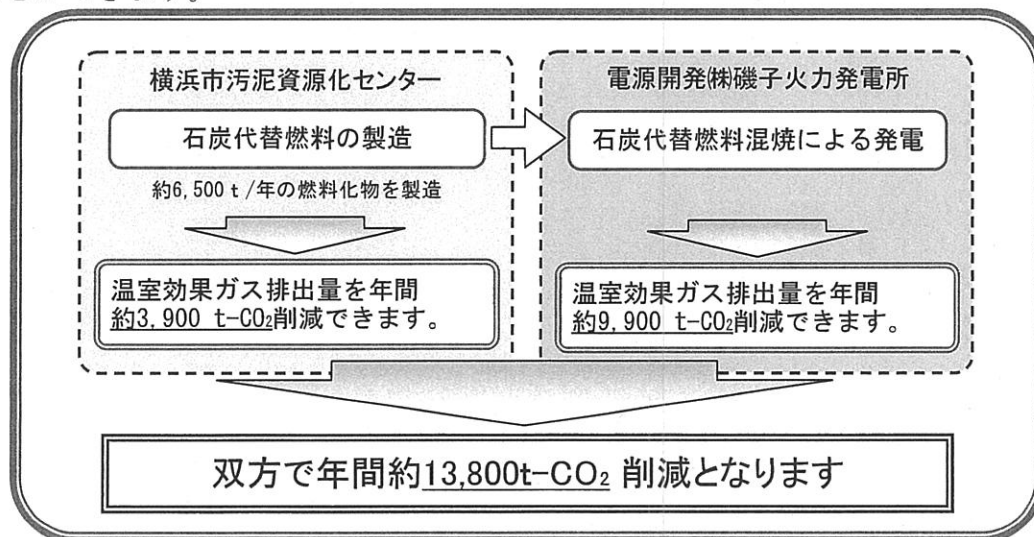 横浜市汚泥資源化センター
石炭代替燃料の製造
約6,500 t/年の燃料化物を製造
温室効果ガス排出量を年間
約3,900 t-CO₂削減できます。
電源開発㈱磯子火力発電所
石炭代替燃料混焼による発電
温室効果ガス排出量を年間
約9,900 t-CO₂削減できます。
双方で年間約13,800t-CO₂ 削減となります